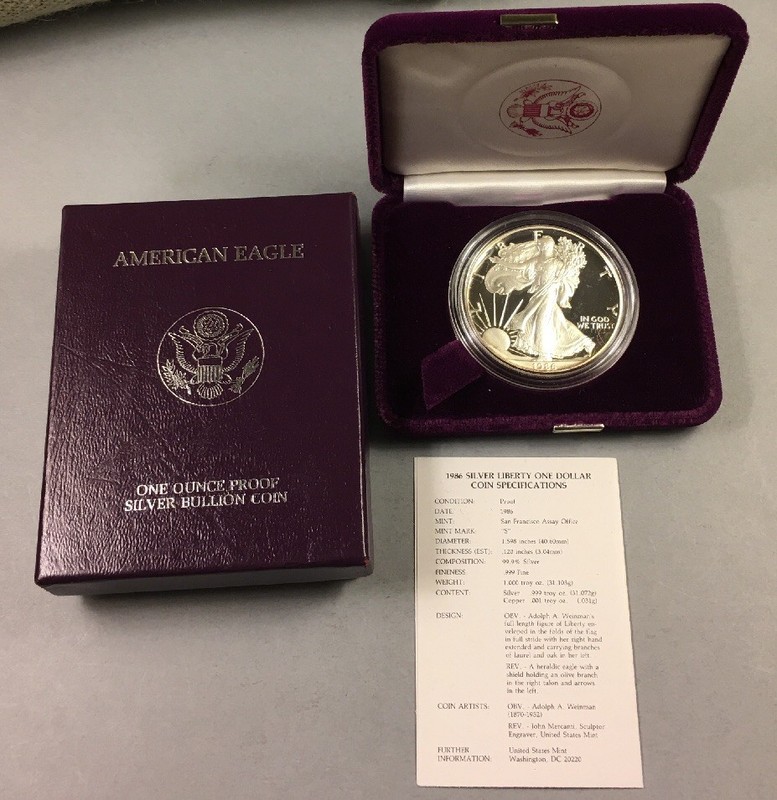 AMERICAN EAGLE
ONE OUNCE PROOF
SILVER BULLION COIN
LIBERTY
IN GOD
WE TRUST
1986
1986 SILVER LIBERTY ONE DOLLAR
COIN SPECIFICATIONS
CONDITION: Proof
DATE: 1986
MINT: San Francisco Assay Office
MINT MARK: "S"
DIAMETER: 1.598 inches (40.60mm)
THICKNESS (EST): .120 inches (3.04mm)
COMPOSITION: 99.9% Silver
FINENESS .999 Fine
WEIGHT: 1.000 troy oz. (31.103g)
CONTENT: Silver .999 troy oz. (31.072g)
Copper .001 troy oz. (.031g)
DESIGN: OBV. - Adolph A. Weinman's
full length figure of Liberty en-
veloped in the folds of the flag
in full stride with her right hand
extended and carrying branches
of laurel and oak in her left.
REV. - A heraldic eagle with a
shield holding an olive branch
in the right talon and arrows
in the left.
COIN ARTISTS: OBV. - Adolph A. Weinman
(1870-1952)
REV. - John Mercanti, Sculptor
Engraver, United States Mint
FURTHER United States Mint
INFORMATION: Washington, DC 20220